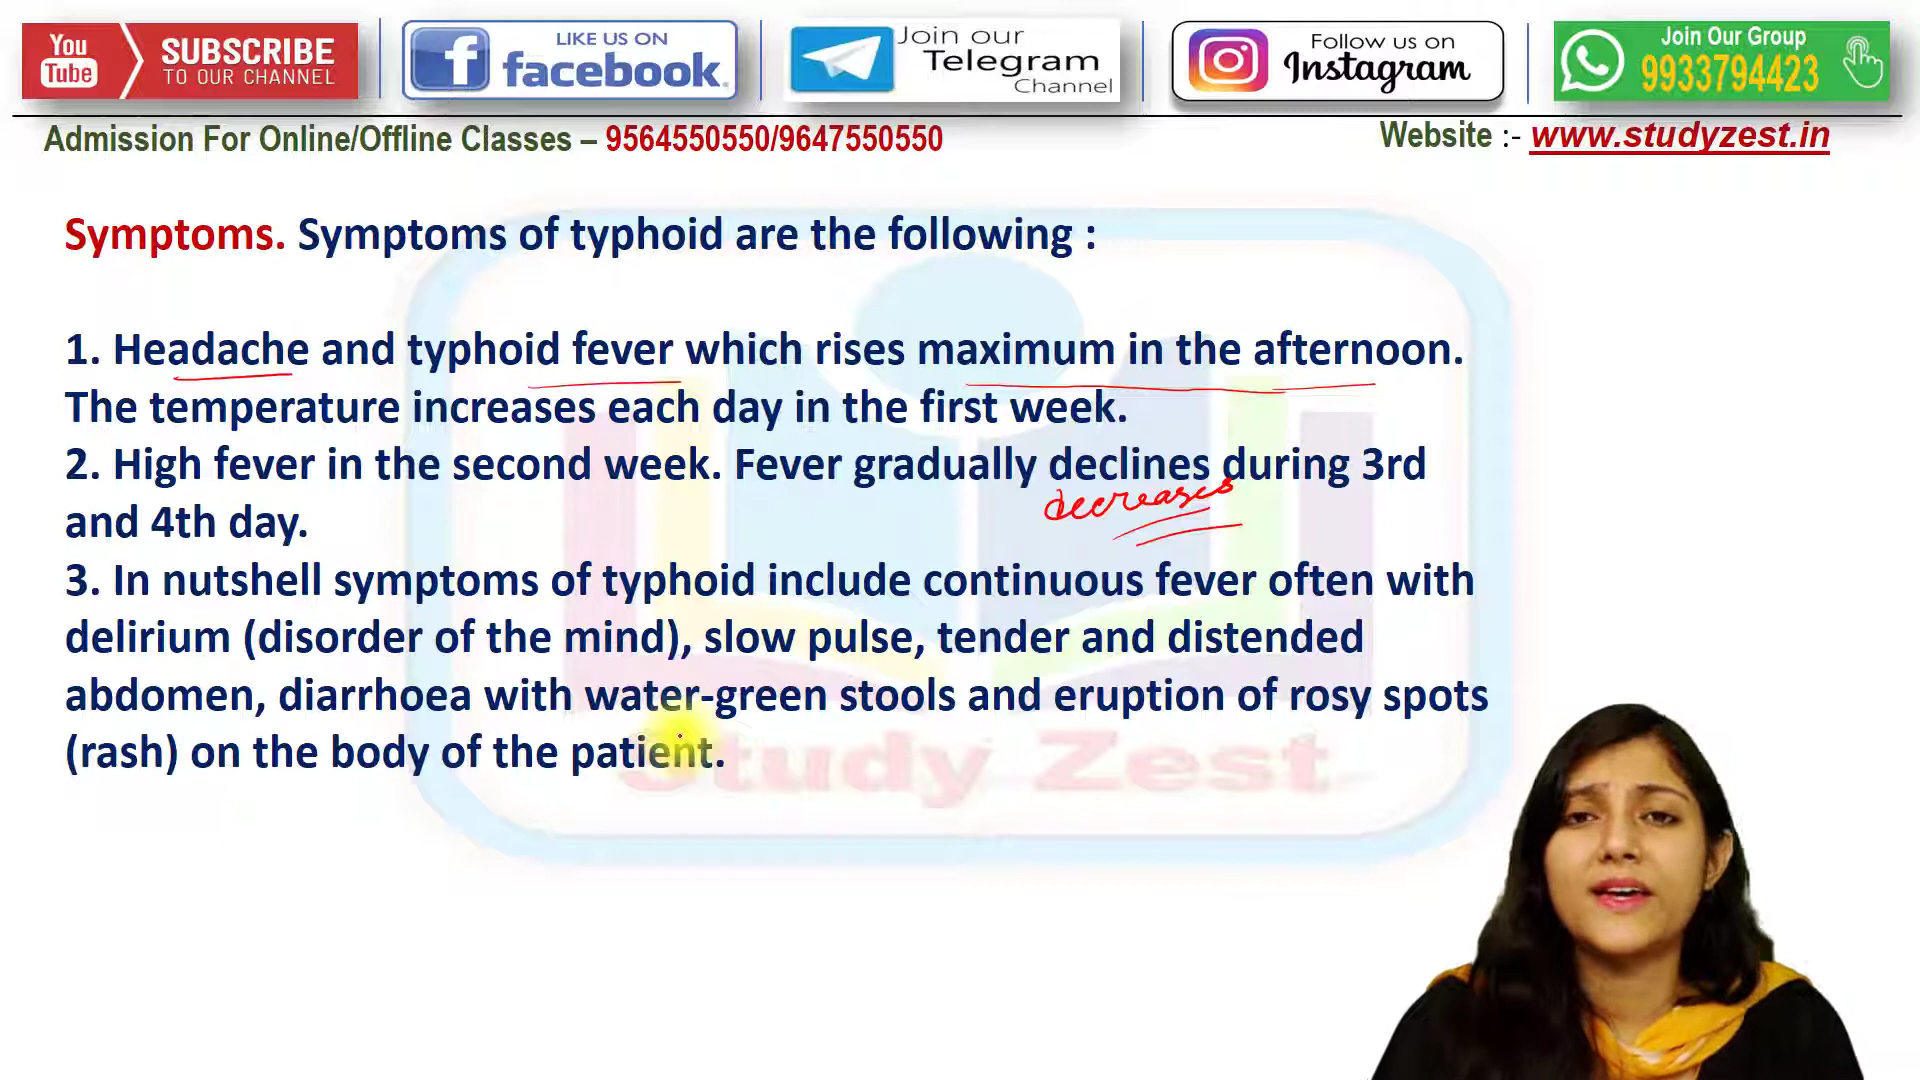 You Tube SUBSCRIBE TO OUR CHANNEL
LIKE US ON facebook.
Join our Telegram Channel
Follow us on Instagram
Join Our Group 9933794423
Admission For Online/Offline Classes – 9564550550/9647550550
Website :- www.studyzest.in
Symptoms. Symptoms of typhoid are the following :
1. Headache and typhoid fever which rises maximum in the afternoon.
The temperature increases each day in the first week.
2. High fever in the second week. Fever gradually declines during 3rd
decreases
and 4th day.
3. In nutshell symptoms of typhoid include continuous fever often with
delirium (disorder of the mind), slow pulse, tender and distended
abdomen, diarrhoea with water-green stools and eruption of rosy spots
(rash) on the body of the patient.
Study Zest